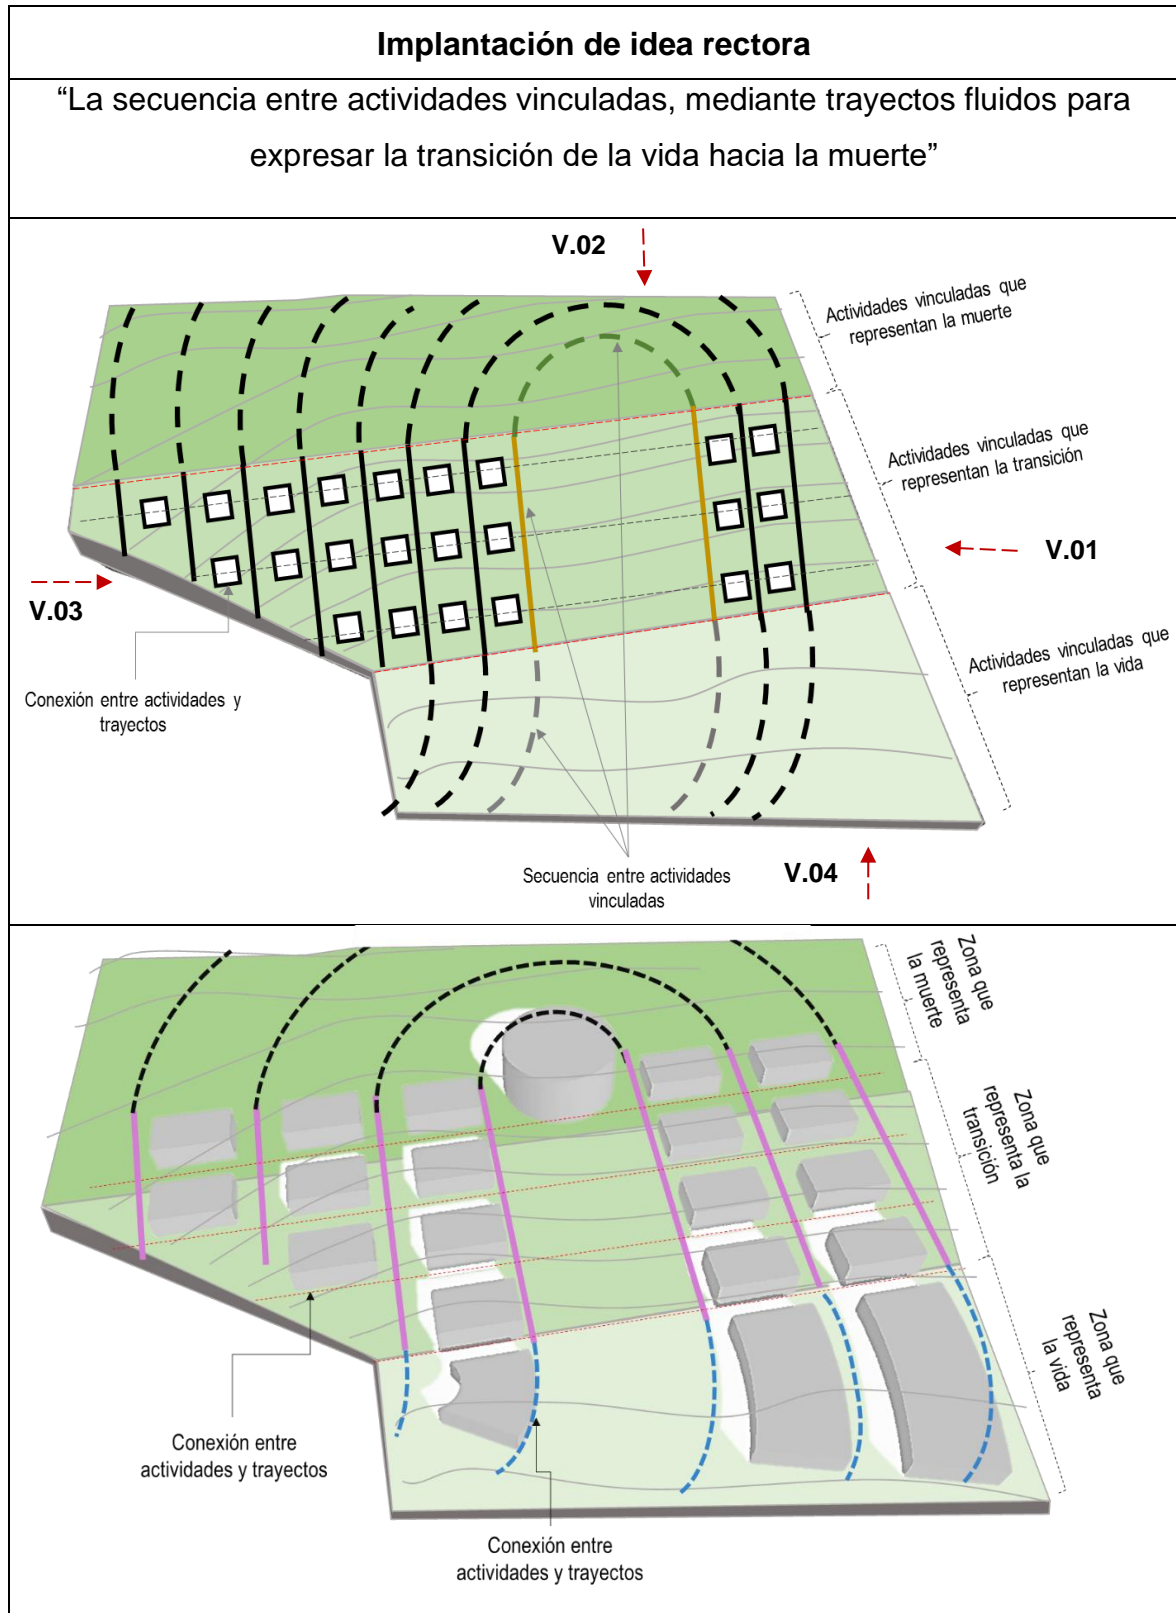 Implantación de idea rectora
“La secuencia entre actividades vinculadas, mediante trayectos fluidos para
expresar la transición de la vida hacia la muerte”
V.02
Actividades vinculadas que
representan la muerte
Actividades vinculadas que
representan la transición
V.01
V.03
Actividades vinculadas que
representan la vida
Conexión entre actividades y
trayectos
Secuencia entre actividades
vinculadas
V.04
Zona que
representa
la muerte
Zona que
representa la
transición
Zona que
representa
la vida
Conexión entre
actividades y trayectos
Conexión entre
actividades y trayectos